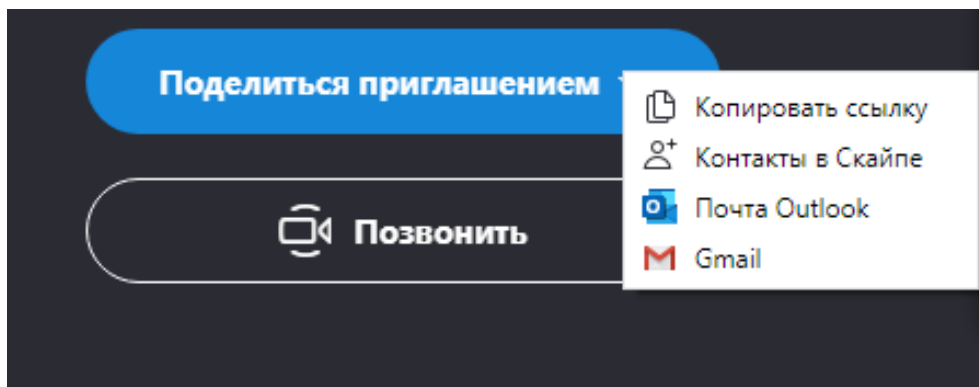 Поделиться приглашением
Копировать ссылку
Контакты в Скайпе
Почта Outlook
Gmail
Позвонить